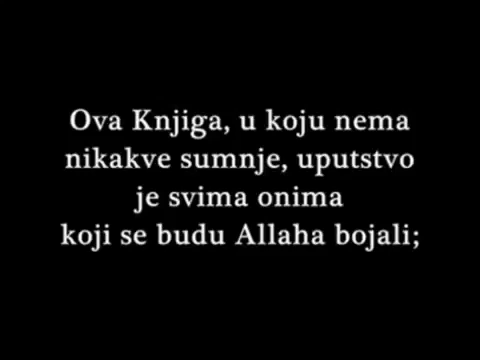 Ova Knjiga, u koju nema
nikakve sumnje, uputstvo
je svima onima
koji se budu Allaha bojali;